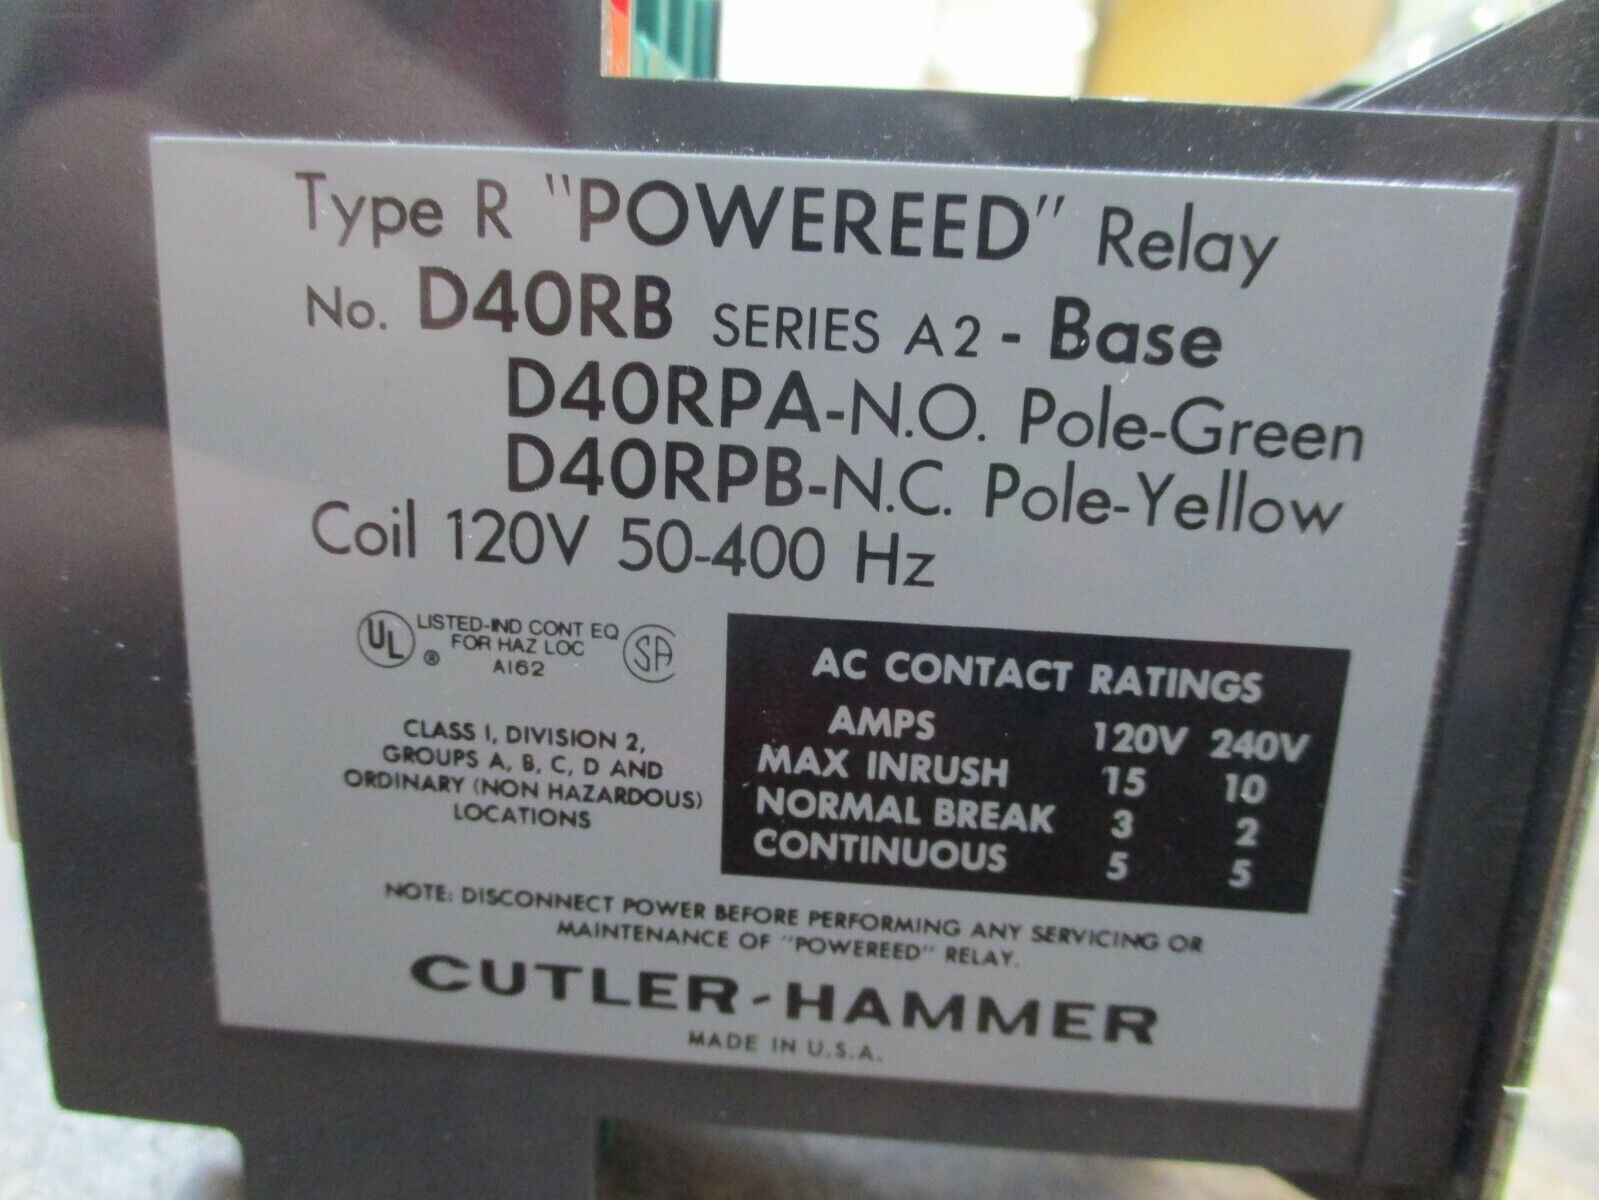 Type R "POWEREED" Relay
No. D40RB SERIES A2 - Base
D40RPA-N.O. Pole-Green
D40RPB-N.C. Pole-Yellow
Coil 120V 50-400 Hz
UL ® LISTED-IND CONT EQ
FOR HAZ LOC
A162
SA
CLASS I, DIVISION 2,
GROUPS A, B, C, D AND
ORDINARY (NON HAZARDOUS)
LOCATIONS
AC CONTACT RATINGS
AMPS 120V 240V
MAX INRUSH 15 10
NORMAL BREAK 3 2
CONTINUOUS 5 5
NOTE: DISCONNECT POWER BEFORE PERFORMING ANY SERVICING OR
MAINTENANCE OF "POWEREED" RELAY.
CUTLER-HAMMER
MADE IN U.S.A.